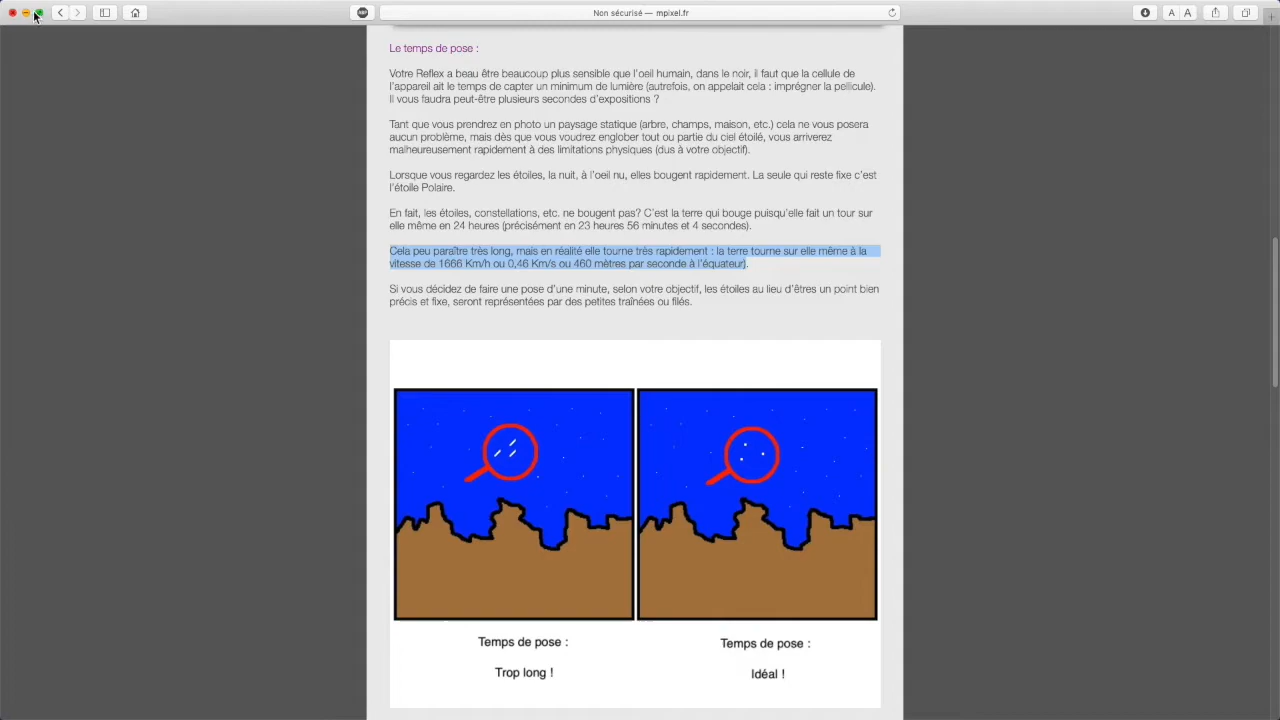 Non sécurisé — mpixel.fr
A A
Le temps de pose :
Votre Reflex a beau être beaucoup plus sensible que l'oeil humain, dans le noir, il faut que la cellule de
l'appareil ait le temps de capter un minimum de lumière (autrefois, on appelait cela : imprégner la pellicule).
Il vous faudra peut-être plusieurs secondes d'expositions ?
Tant que vous prendrez en photo un paysage statique (arbre, champs, maison, etc.) cela ne vous posera
aucun problème, mais dès que vous voudrez englober tout ou partie du ciel étoilé, vous arriverez
malheureusement rapidement à des limitations physiques (dus à votre objectif).
Lorsque vous regardez les étoiles, la nuit, à l'oeil nu, elles bougent rapidement. La seule qui reste fixe c'est
l'étoile Polaire.
En fait, les étoiles, constellations, etc. ne bougent pas? C'est la terre qui bouge puisqu'elle fait un tour sur
elle même en 24 heures (précisément en 23 heures 56 minutes et 4 secondes).
Cela peu paraître très long, mais en réalité elle tourne très rapidement : la terre tourne sur elle même à la
vitesse de 1666 Km/h ou 0,46 Km/s ou 460 mètres par seconde à l'équateur).
Si vous décidez de faire une pose d'une minute, selon votre objectif, les étoiles au lieu d'êtres un point bien
précis et fixe, seront représentées par des petites traînées ou filés.
Temps de pose :
Trop long !
Temps de pose :
Idéal !